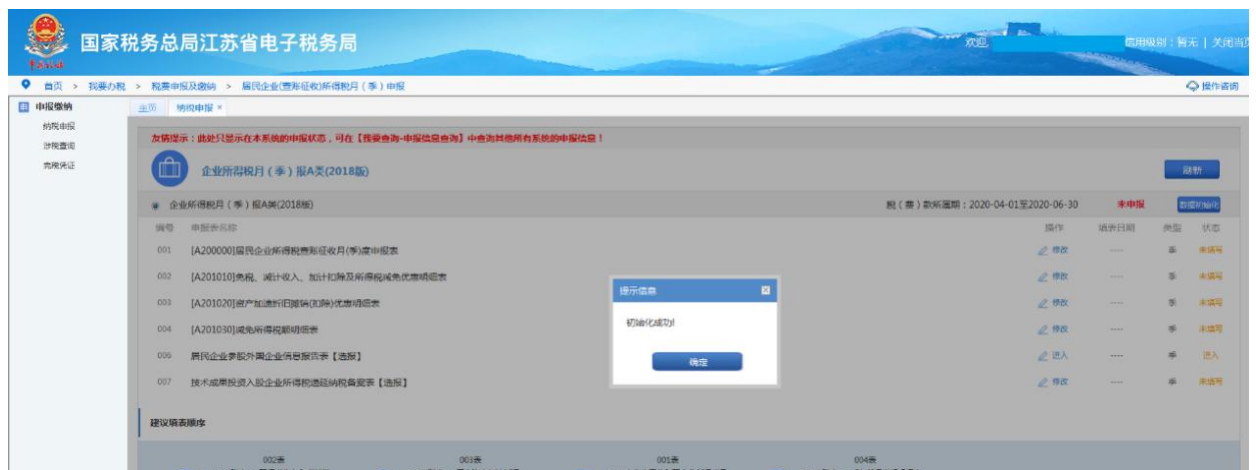 国家税务总局江苏省电子税务局
欢迎, 信用级别：暂无 | 关闭当页
首页 > 我要办税 > 税费申报及缴纳 > 居民企业(查账征收)所得税月（季）申报 操作咨询
申报缴纳
主页 纳税申报 ×
纳税申报
涉税查询
完税凭证
友情提示：此处只显示在本系统的申报状态，可在【我要查询-申报信息查询】中查询其他所有系统的申报信息！
企业所得税月（季）报A类(2018版) 刷新
企业所得税月（季）报A类(2018版) 税（费）款所属期：2020-04-01至2020-06-30 未申报 数据初始化
编号 申报表名称 操作 填表日期 类型 状态
001 [A200000]居民企业所得税查账征收月(季)度申报表 修改 ---- 季 未填写
002 [A201010]免税、减计收入、加计扣除及所得税减免优惠明细表 修改 ---- 季 未填写
003 [A201020]资产加速折旧摊销(扣除)优惠明细表 修改 ---- 季 未填写
004 [A201030]减免所得税额明细表 修改 ---- 季 未填写
006 居民企业参股外国企业信息报告表【选报】 进入 ---- 季 进入
007 技术成果投资入股企业所得税递延纳税备案表【选报】 修改 ---- 季 未填写
提示信息
初始化成功!
确定
建议填表顺序
002表 003表 001表 004表